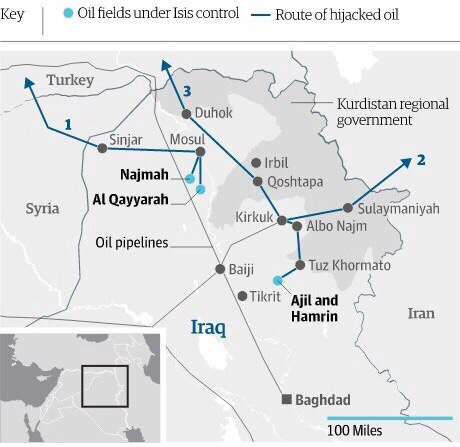 Key
Oil fields under Isis control
Route of hijacked oil
Turkey
3
Duhok
Kurdistan regional
government
1
Sinjar
Mosul
Irbil
2
Najmah
Qoshtapa
Al Qayyarah
Syria
Kirkuk
Sulaymaniyah
Albo Najm
Oil pipelines
Baiji
Tuz Khormato
Tikrit
Ajil and
Hamrin
Iran
Iraq
Baghdad
100 Miles